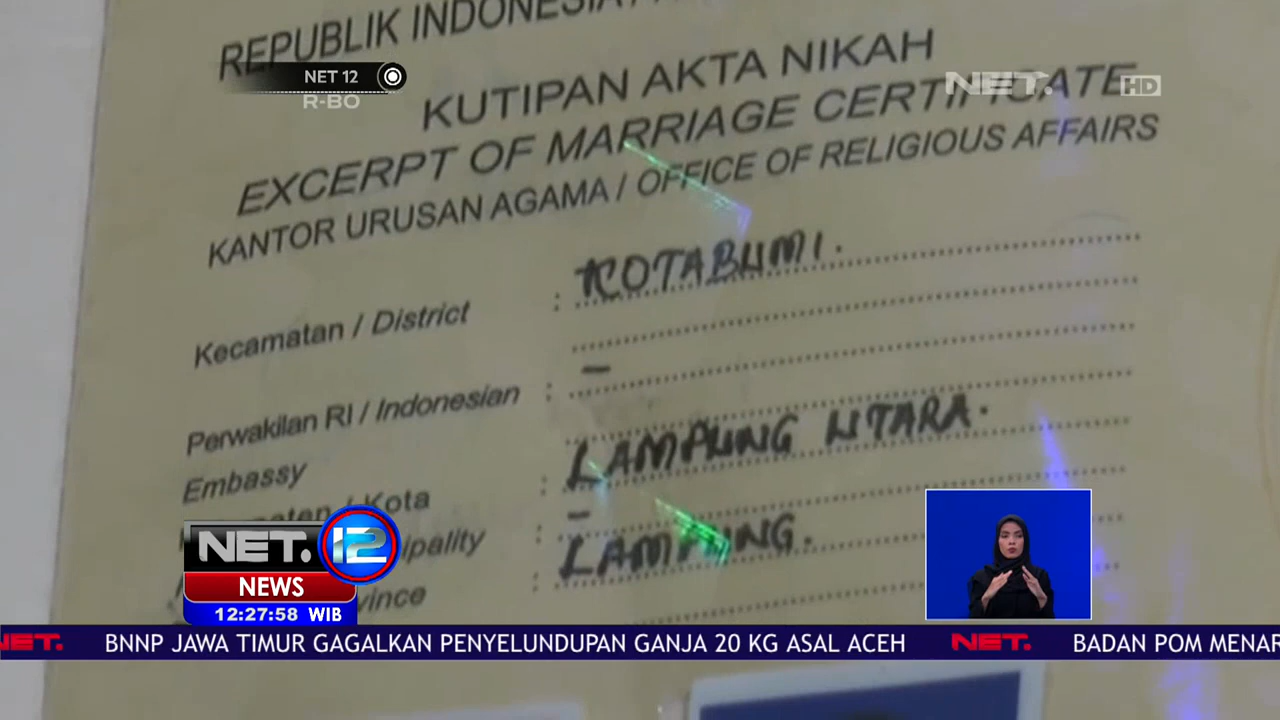 REPUBLIK INDONESIA
NET 12
R-BO
NET.
HD
KUTIPAN AKTA NIKAH
EXCERPT OF MARRIAGE CERTIFICATE
KANTOR URUSAN AGAMA / OFFICE OF RELIGIOUS AFFAIRS
Kecamatan / District : KOTABUMI.
Perwakilan RI / Indonesian : –
Embassy
Kota : LAMPUNG UTARA.
: –
LAMPUNG.
NET. 12
NEWS
12:27:58 WIB
NET. BNNP JAWA TIMUR GAGALKAN PENYELUNDUPAN GANJA 20 KG ASAL ACEH NET. BADAN POM